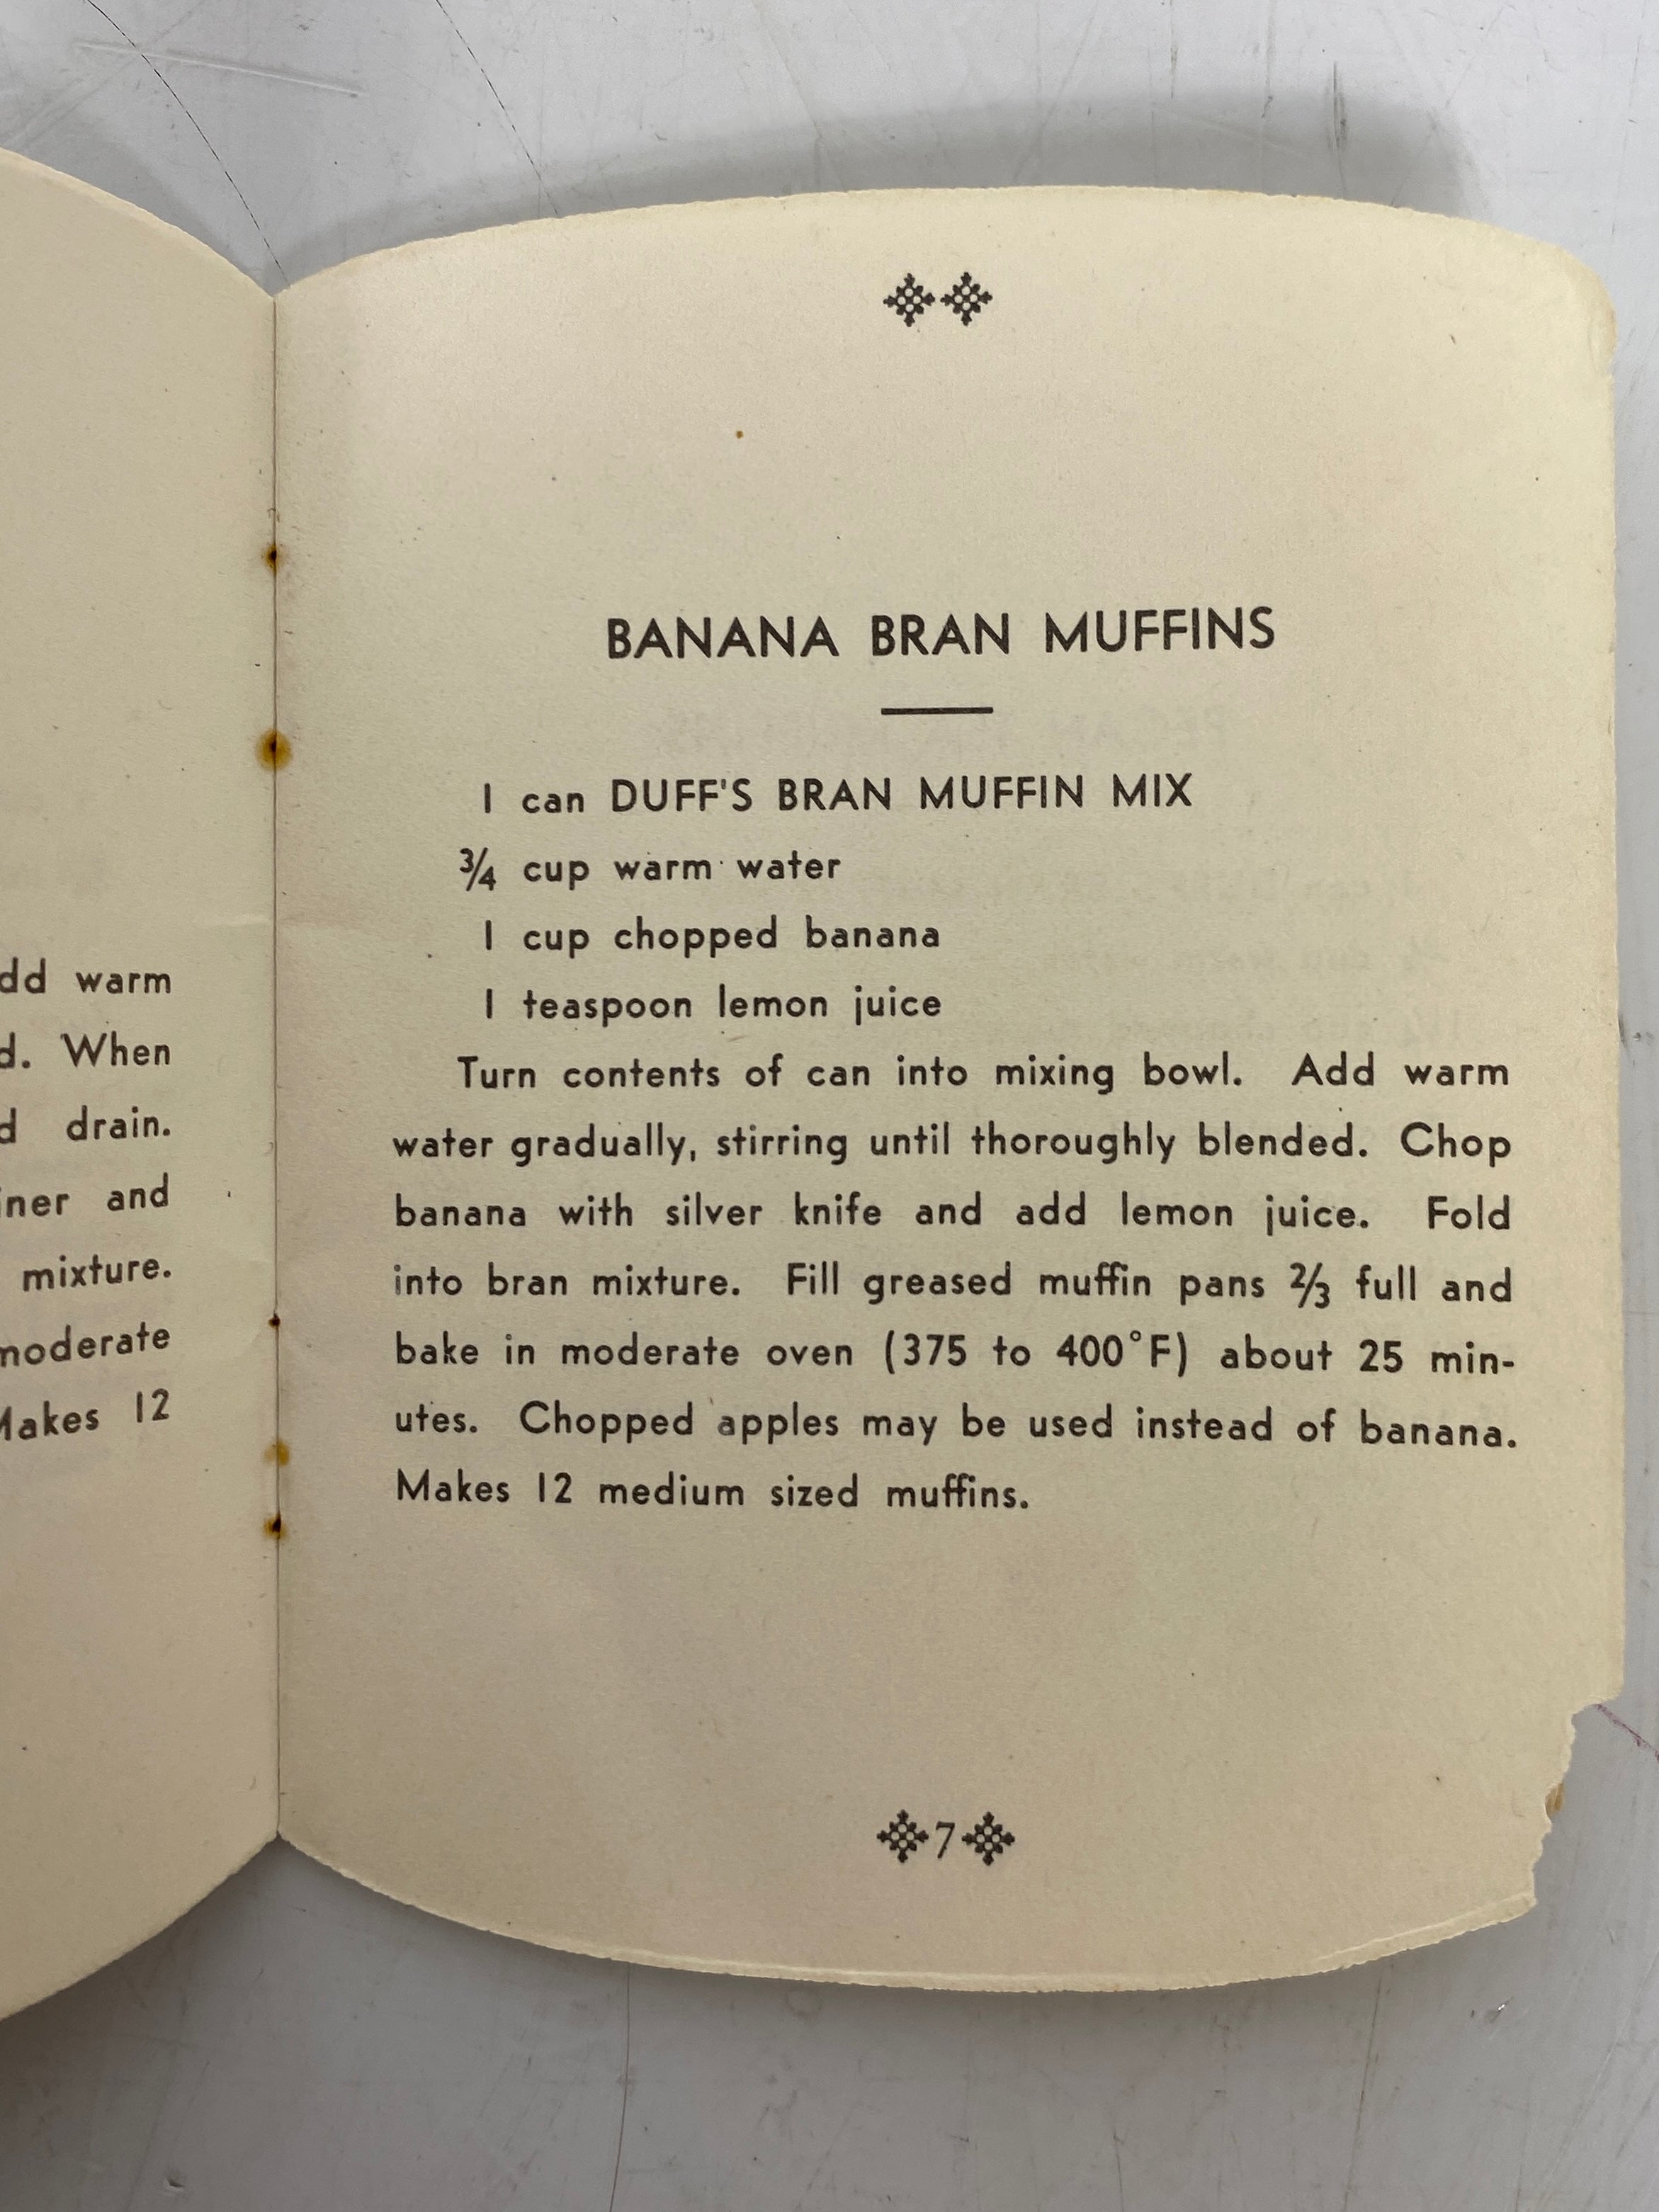 dd warm
d. When
d drain.
iner and
mixture.
moderate
Makes 12
BANANA BRAN MUFFINS
1 can DUFF'S BRAN MUFFIN MIX
¾ cup warm water
1 cup chopped banana
1 teaspoon lemon juice
Turn contents of can into mixing bowl. Add warm
water gradually, stirring until thoroughly blended. Chop
banana with silver knife and add lemon juice. Fold
into bran mixture. Fill greased muffin pans ⅔ full and
bake in moderate oven (375 to 400°F) about 25 min-
utes. Chopped apples may be used instead of banana.
Makes 12 medium sized muffins.
7